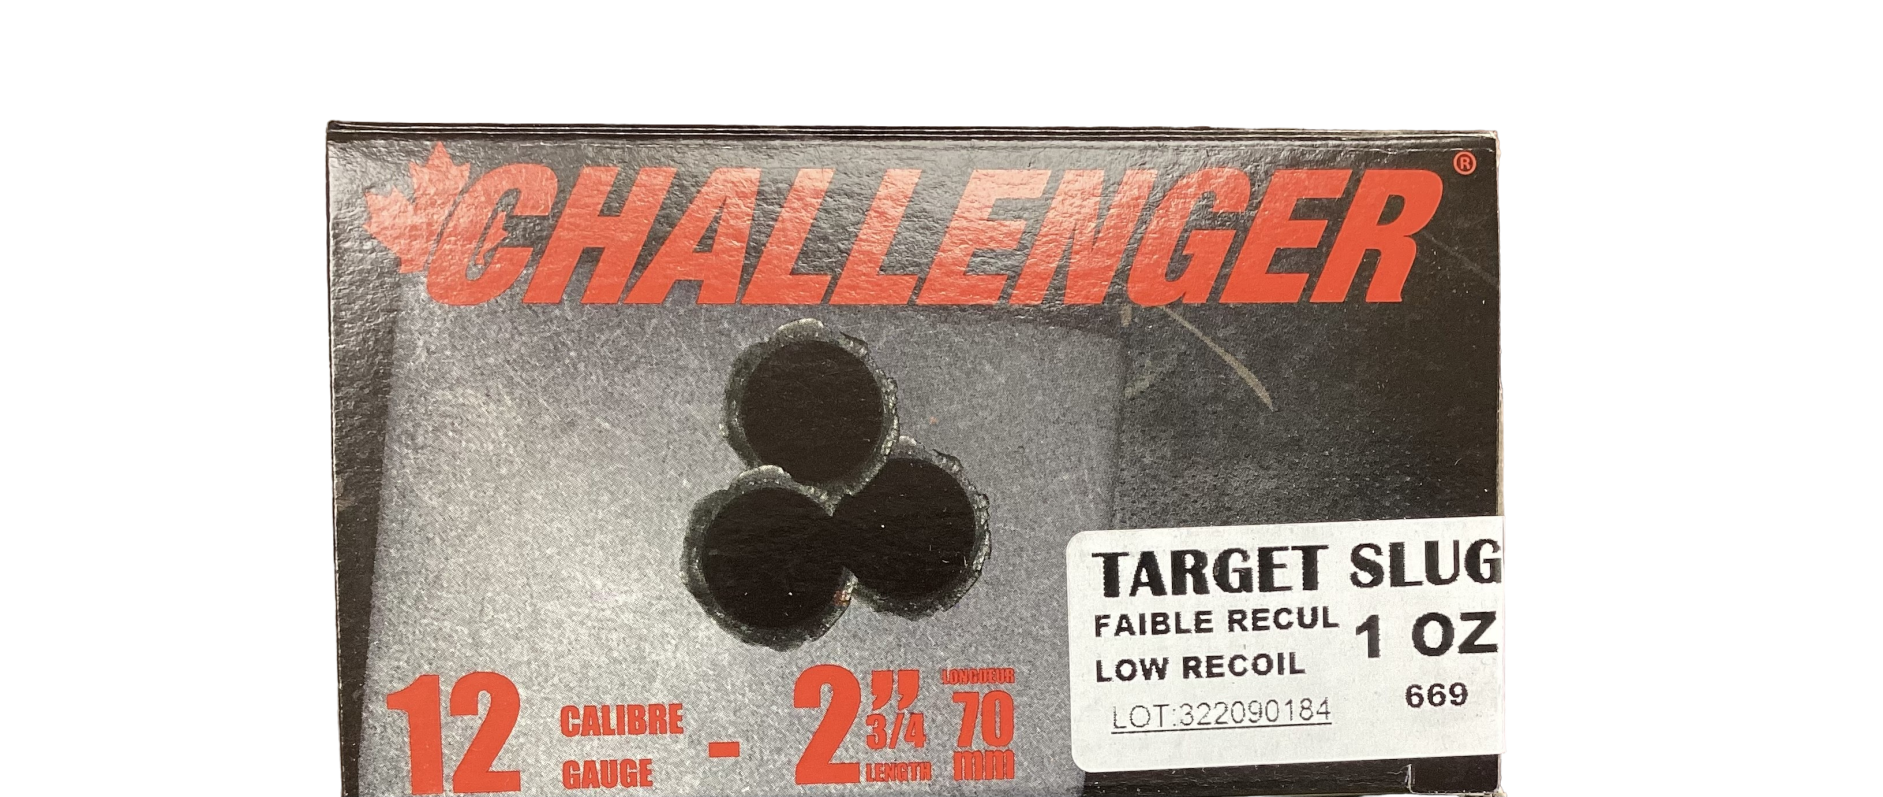 CHALLENGER®
TARGET SLUG
FAIBLE RECUL
1 OZ
LOW RECOIL
669
LOT:322090184
12 CALIBRE GAUGE - 2" 3/4 LENGTH LONGUEUR 70 mm